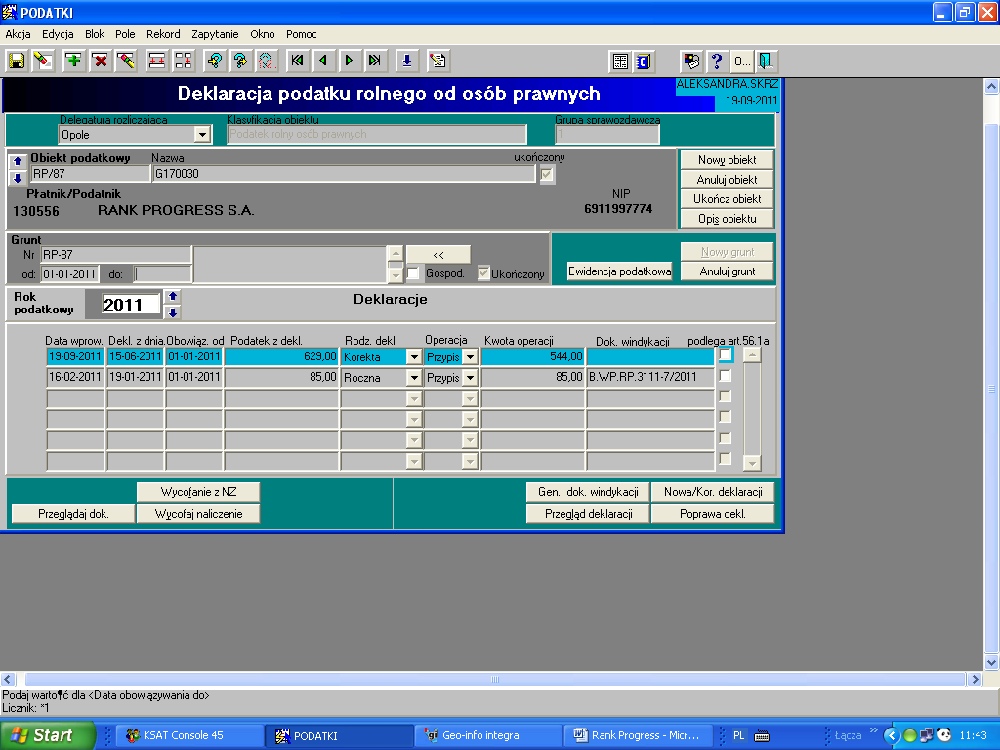 PODATKI
Akcja Edycja Blok Pole Rekord Zapytanie Okno Pomoc
O...
Deklaracja podatku rolnego od osób prawnych
ALEKSANDRA.SKRZ
19-09-2011
Delegatura rozliczająca Klasyfikacja obiektu Grupa sprawozdawcza
Opole Podatek rolny osób prawnych 1
Obiekt podatkowy Nazwa ukończony
RP/87 G170030
Płatnik/Podatnik NIP
130556 RANK PROGRESS S.A. 6911997774
Nowy obiekt
Anuluj obiekt
Ukończ obiekt
Opis obiektu
Grunt
Nr RP-87 <<
od: 01-01-2011 do: Gospod. Ukończony
Ewidencja podatkowa
Nowy grunt
Anuluj grunt
Rok podatkowy 2011 Deklaracje
Data wprow. Dekl. z dnia Obowiąz. od Podatek z dekl. Rodz. dekl. Operacja Kwota operacji Dok. windykacji podlega art.56.1a
19-09-2011 15-06-2011 01-01-2011 629,00 Korekta Przypis 544,00
16-02-2011 19-01-2011 01-01-2011 85,00 Roczna Przypis 85,00 B.WP.RP.3111-7/2011
Wycofanie z NZ Gen.. dok. windykacji Nowa/Kor. deklaracji
Przeglądaj dok. Wycofaj naliczenie Przegląd deklaracji Poprawa dekl.
Podaj warto¶ć dla <Data obowiązywania do>
Licznik: *1
Start KSAT Console 45 PODATKI Geo-info integra Rank Progress - Micr... PL Łącza » 11:43